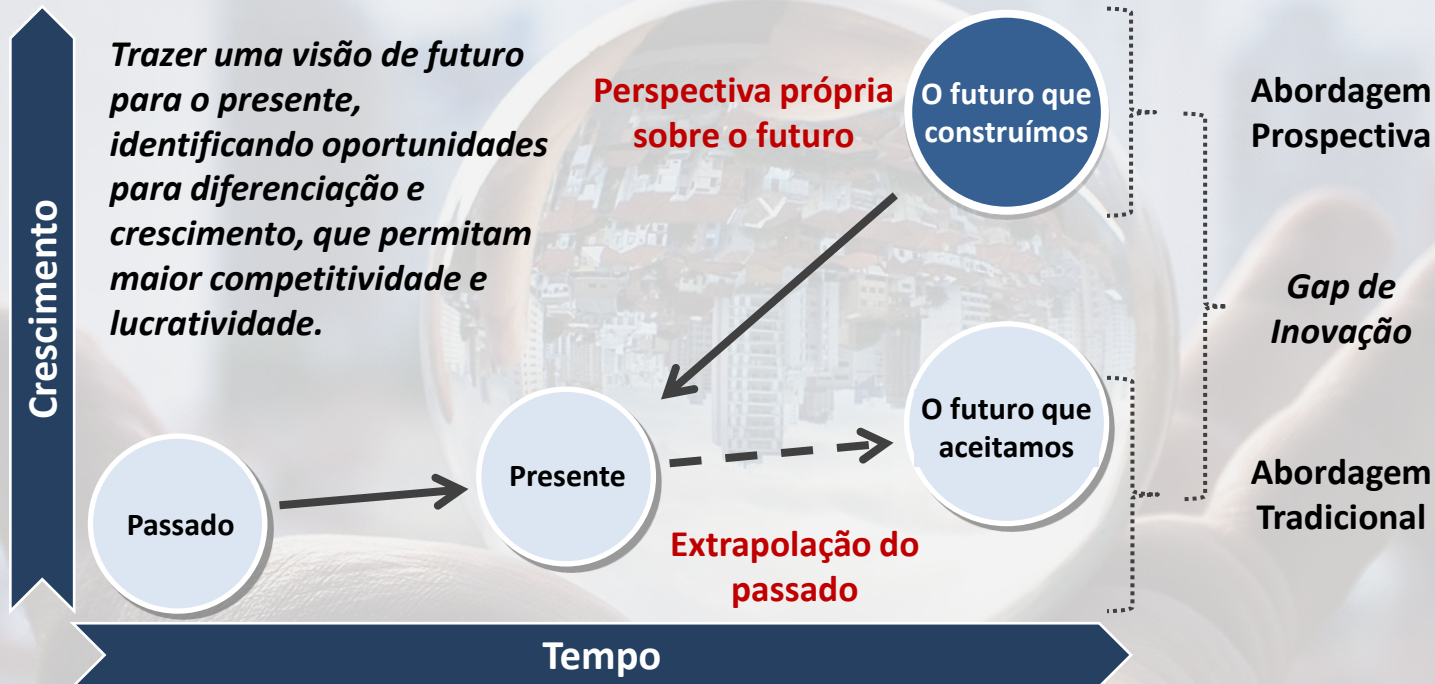 Crescimento
Trazer uma visão de futuro
para o presente,
identificando oportunidades
para diferenciação e
crescimento, que permitam
maior competitividade e
lucratividade.
Perspectiva própria
sobre o futuro
O futuro que
construímos
Abordagem
Prospectiva
Gap de
Inovação
O futuro que
aceitamos
Presente
Passado
Extrapolação do
passado
Abordagem
Tradicional
Tempo